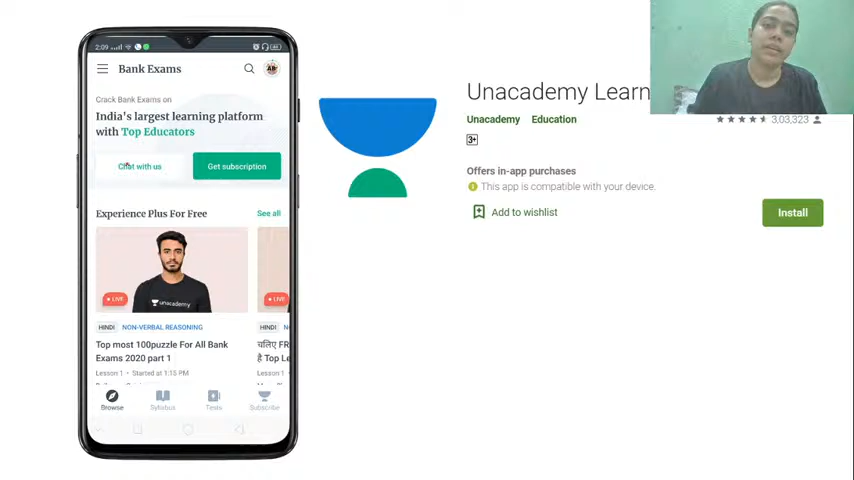 2:09
Bank Exams
Crack Bank Exams on
India's largest learning platform
with Top Educators
Chat with us
Get subscription
Experience Plus For Free
See all
LIVE
unacademy
LIVE
HINDI NON-VERBAL REASONING
HINDI
Top most 100puzzle For All Bank
Exams 2020 part 1
चलिए
है Top
Lesson 1 • Started at 1:15 PM
Lesson
Browse
Syllabus
Tests
Subscribe
Unacademy Learn
Unacademy Education
3,03,323
3+
Offers in-app purchases
This app is compatible with your device.
Add to wishlist
Install